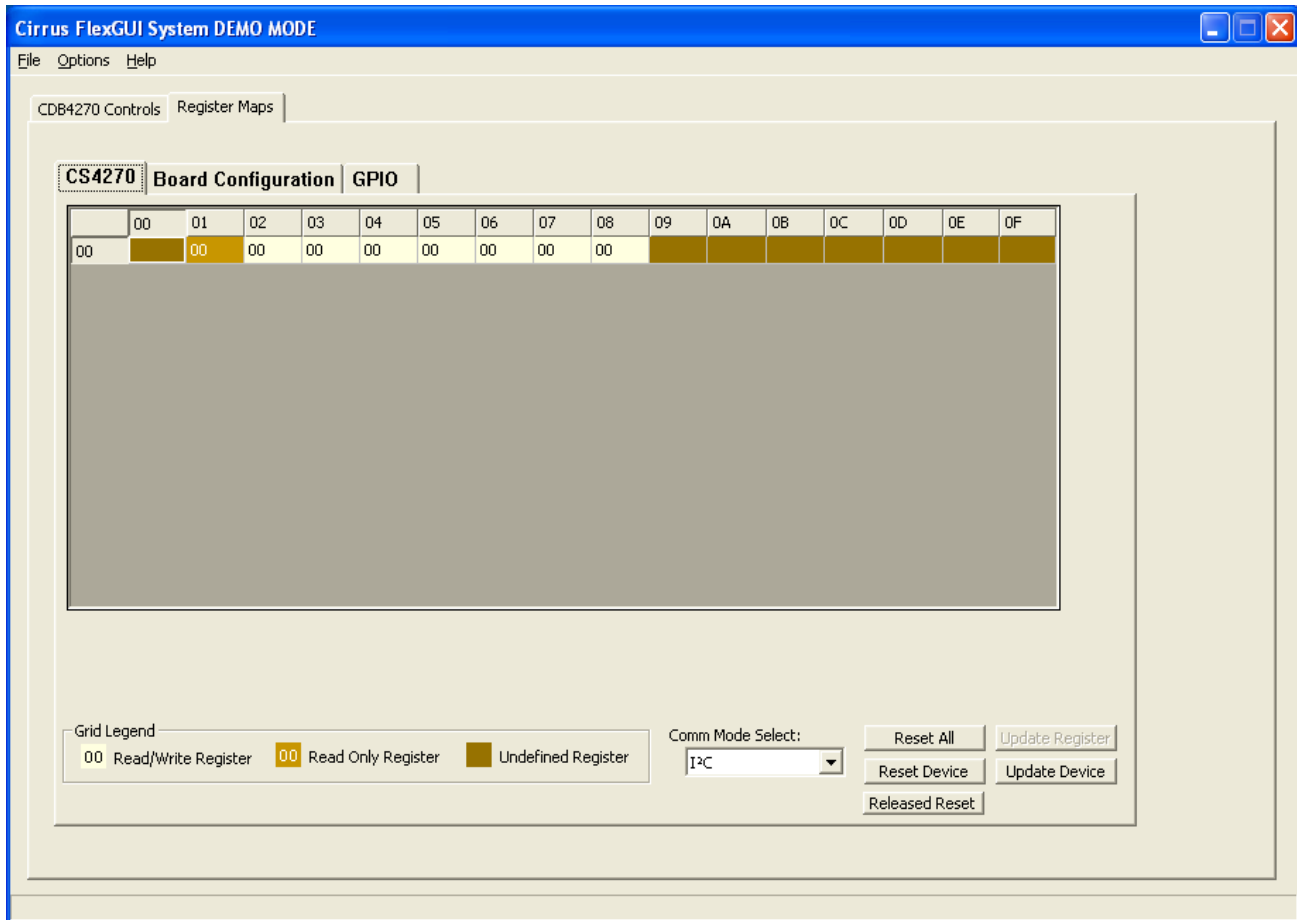 Cirrus FlexGUI System DEMO MODE
File Options Help
CDB4270 Controls Register Maps
CS4270 Board Configuration GPIO
00 01 02 03 04 05 06 07 08 09 0A 0B 0C 0D 0E 0F
00 00 00 00 00 00 00 00 00
Grid Legend
00 Read/Write Register 00 Read Only Register Undefined Register
Comm Mode Select:
I²C
Reset All Update Register
Reset Device Update Device
Released Reset